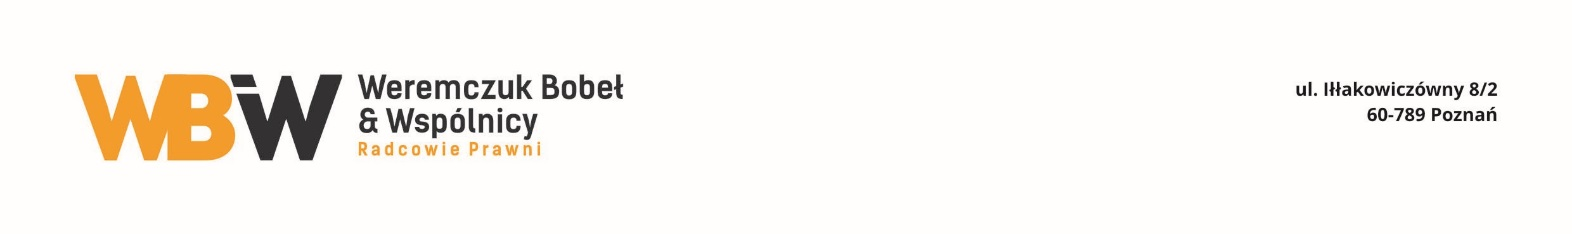 WBW
Weremczuk Bobeł
& Wspólnicy
Radcowie Prawni
ul. Iłłakowiczówny 8/2
60-789 Poznań